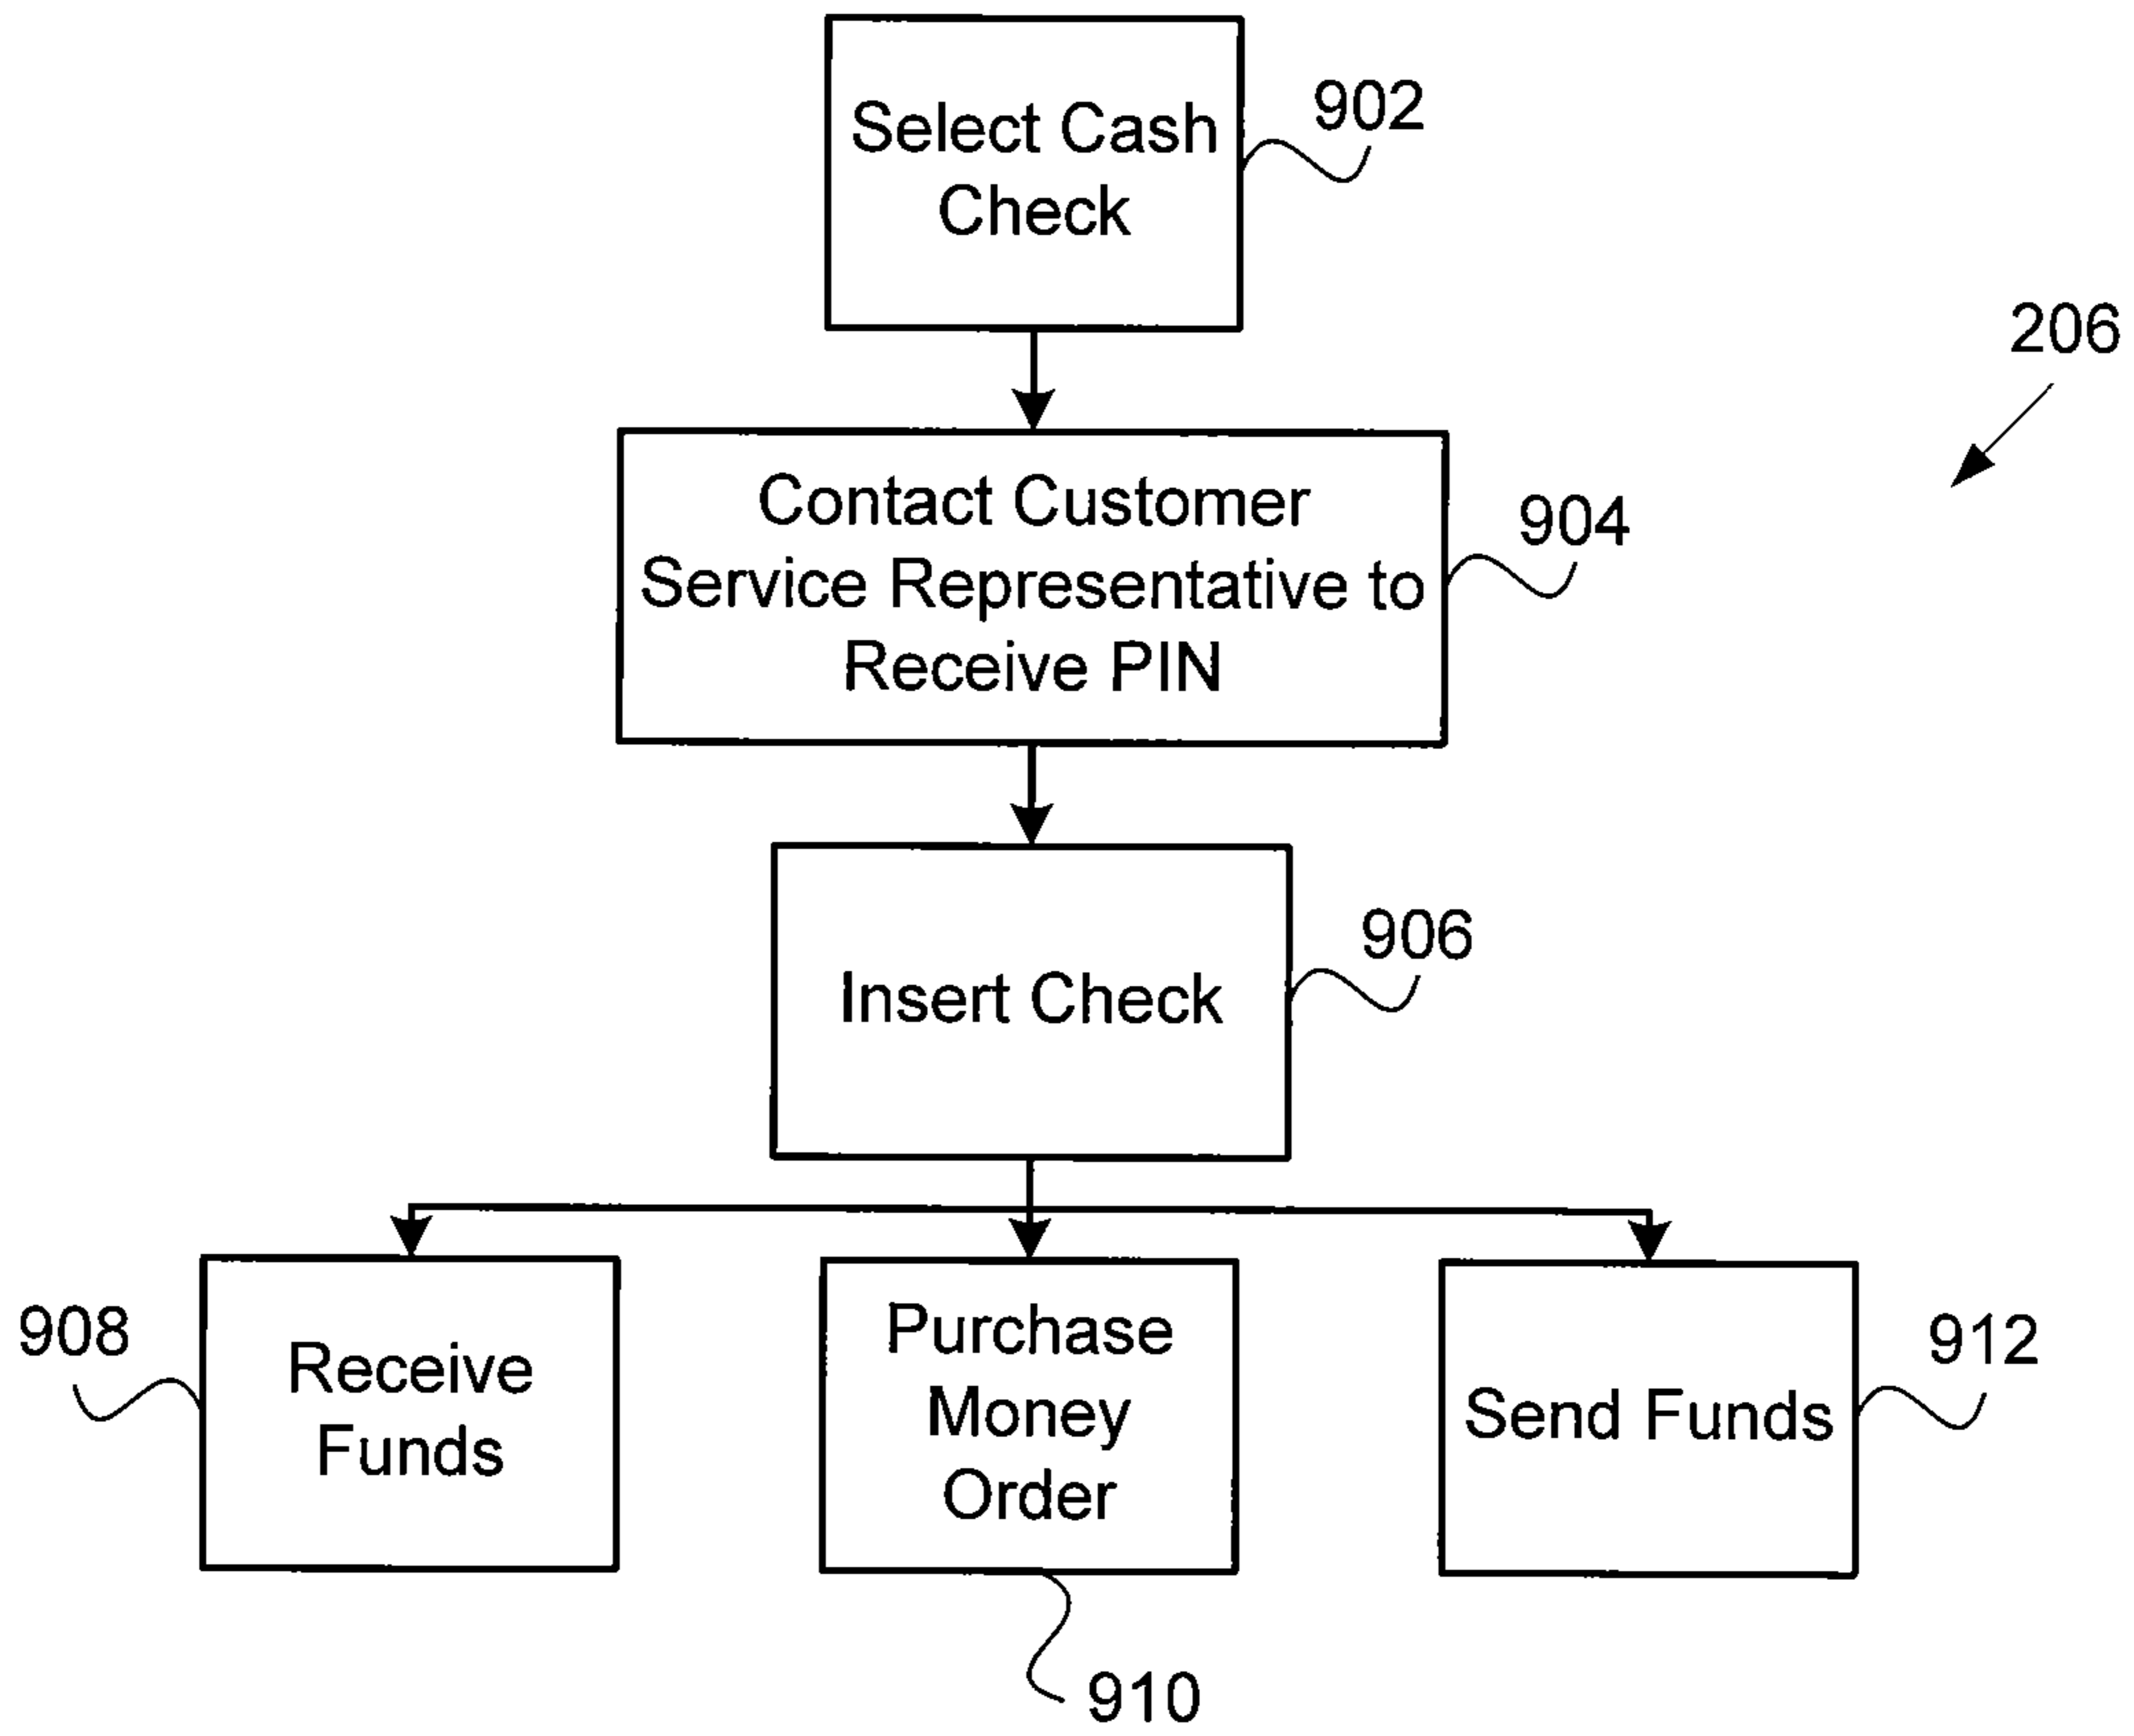 Select Cash
Check
902
206
Contact Customer
Service Representative to
Receive PIN
904
Insert Check
906
908
Receive
Funds
Purchase
Money
Order
910
Send Funds
912